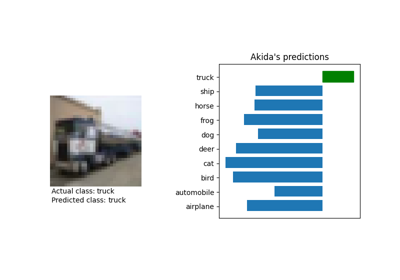 Akida's predictions
truck
ship
horse
frog
dog
deer
cat
bird
automobile
airplane
Actual class: truck
Predicted class: truck